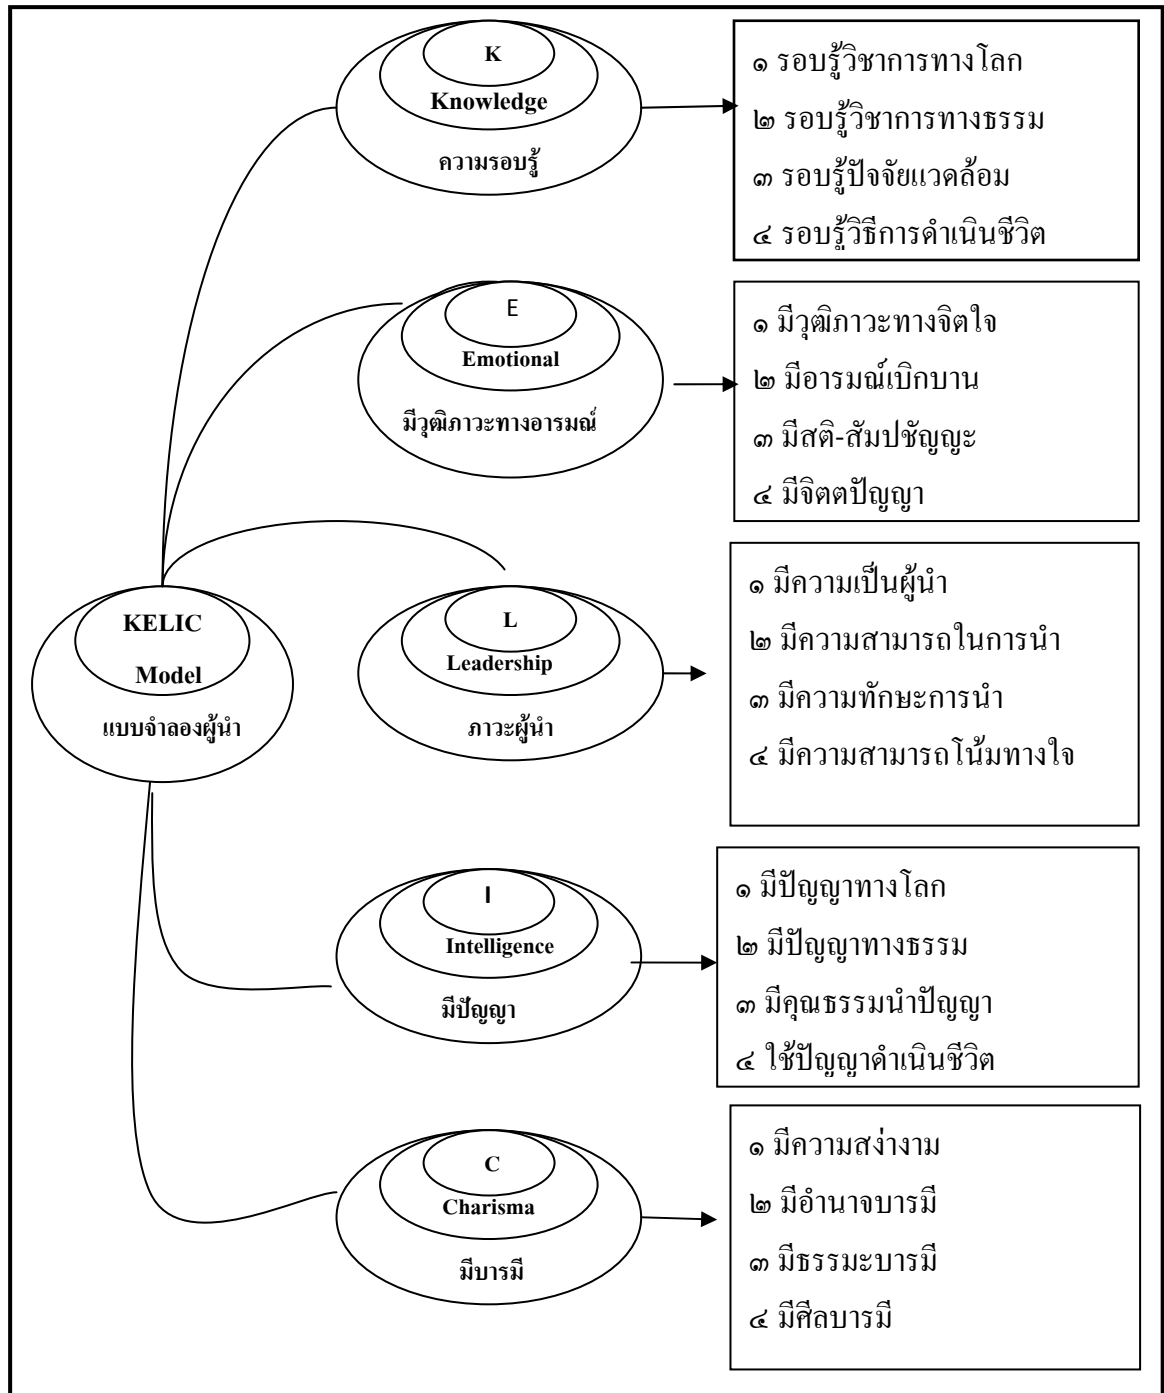 K
Knowledge
ความรอบรู้
๑ รอบรู้วิชาการทางโลก
๒ รอบรู้วิชาการทางธรรม
๓ รอบรู้ปัจจัยแวดล้อม
๔ รอบรู้วิธีการดำเนินชีวิต
E
Emotional
มีวุฒิภาวะทางอารมณ์
๑ มีวุฒิภาวะทางจิตใจ
๒ มีอารมณ์เบิกบาน
๓ มีสติ-สัมปชัญญะ
๔ มีจิตตปัญญา
KELIC
Model
แบบจำลองผู้นำ
L
Leadership
ภาวะผู้นำ
๑ มีความเป็นผู้นำ
๒ มีความสามารถในการนำ
๓ มีความทักษะการนำ
๔ มีความสามารถโน้มทางใจ
I
Intelligence
มีปัญญา
๑ มีปัญญาทางโลก
๒ มีปัญญาทางธรรม
๓ มีคุณธรรมนำปัญญา
๔ ใช้ปัญญาดำเนินชีวิต
C
Charisma
มีบารมี
๑ มีความสง่างาม
๒ มีอำนาจบารมี
๓ มีธรรมะบารมี
๔ มีศีลบารมี